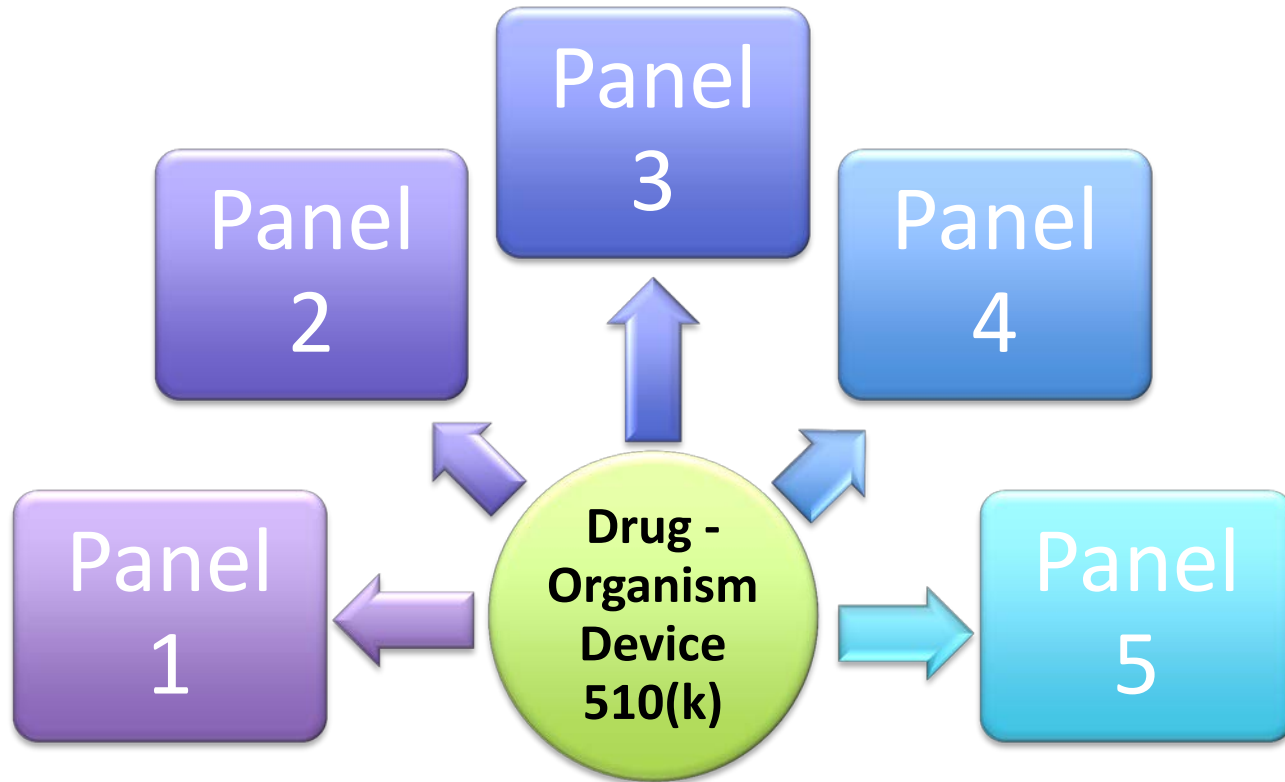 Panel
1
Panel
2
Panel
3
Panel
4
Panel
5
Drug -
Organism
Device
510(k)